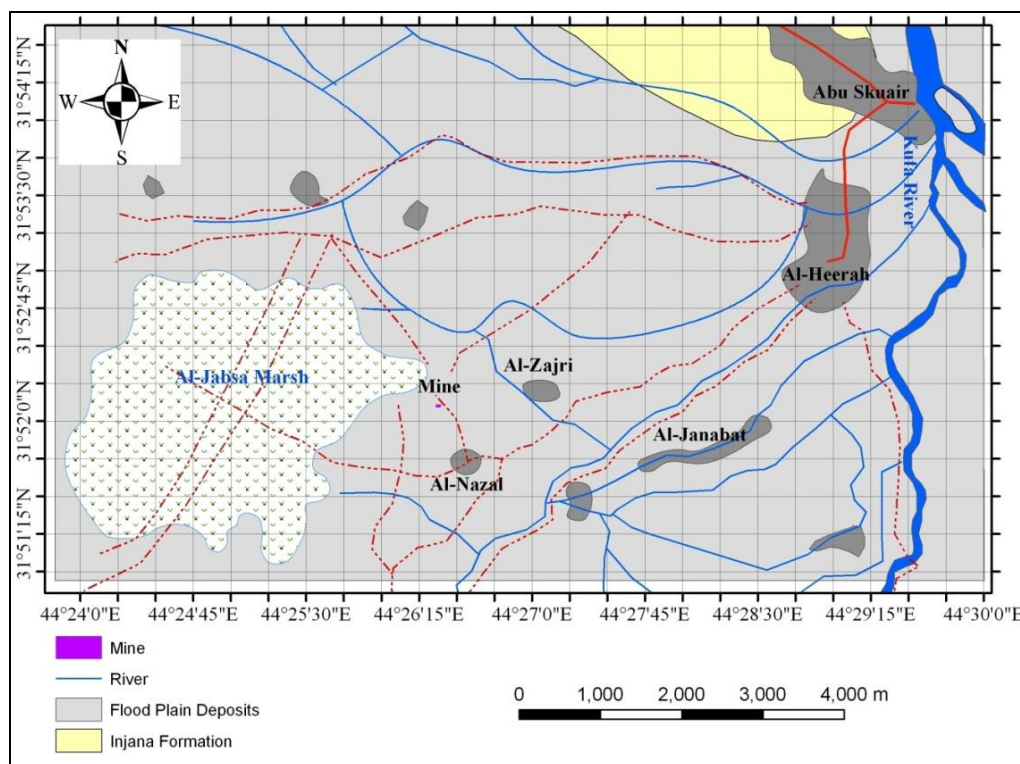 N
W E
S
31°54'15"N
31°53'30"N
31°52'45"N
31°52'0"N
31°51'15"N
Abu Skuair
Kufa River
Al-Heerah
Al-Zajri
Al-Jabsa Marsh
Mine
Al-Janabat
Al-Nazal
44°24'0"E 44°24'45"E 44°25'30"E 44°26'15"E 44°27'0"E 44°27'45"E 44°28'30"E 44°29'15"E 44°30'0"E
Mine
River
Flood Plain Deposits
Injana Formation
0 1,000 2,000 3,000 4,000 m